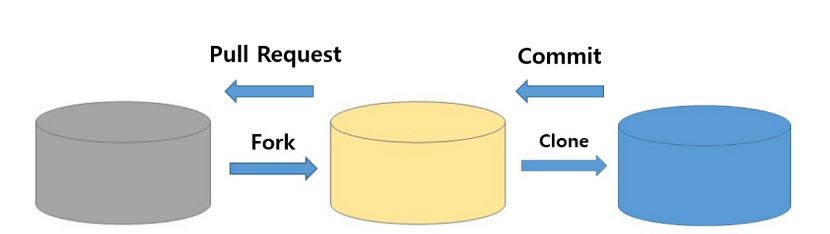 Pull Request
Commit
Fork
Clone